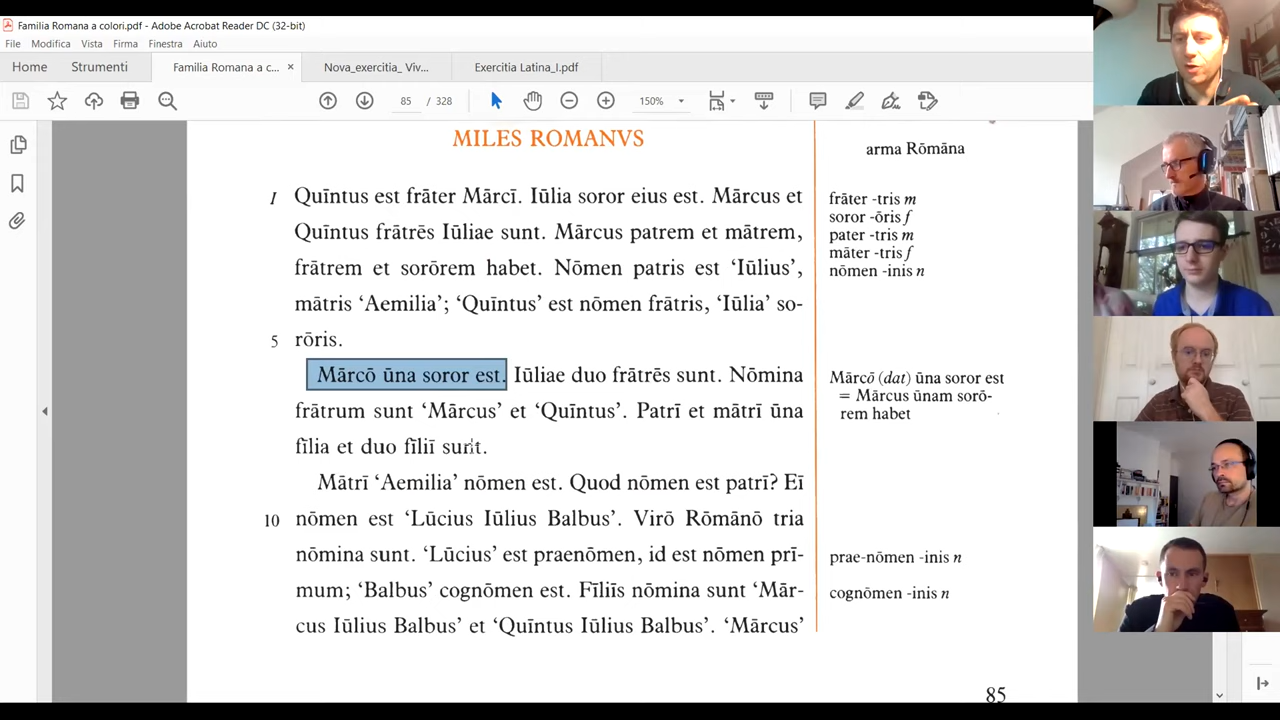 Familia Romana a colori.pdf - Adobe Acrobat Reader DC (32-bit)
File Modifica Vista Firma Finestra Aiuto
Home Strumenti Familia Romana a c... × Nova_exercitia_ Viv... Exercitia Latina_I.pdf
85 / 328 150%
MILES ROMANVS
arma Rōmāna
I Quīntus est frāter Mārcī. Iūlia soror eius est. Mārcus et
Quīntus frātrēs Iūliae sunt. Mārcus patrem et mātrem,
frātrem et sorōrem habet. Nōmen patris est ‘Iūlius’,
mātris ‘Aemilia’; ‘Quīntus’ est nōmen frātris, ‘Iūlia’ so-
5 rōris.
Mārcō ūna soror est. Iūliae duo frātrēs sunt. Nōmina
frātrum sunt ‘Mārcus’ et ‘Quīntus’. Patrī et mātrī ūna
fīlia et duo fīliī sunt.
Mātrī ‘Aemilia’ nōmen est. Quod nōmen est patrī? Eī
10 nōmen est ‘Lūcius Iūlius Balbus’. Virō Rōmānō tria
nōmina sunt. ‘Lūcius’ est praenōmen, id est nōmen prī-
mum; ‘Balbus’ cognōmen est. Fīliīs nōmina sunt ‘Mār-
cus Iūlius Balbus’ et ‘Quīntus Iūlius Balbus’. ‘Mārcus’
frāter -tris m
soror -ōris f
pater -tris m
māter -tris f
nōmen -inis n
Mārcō (dat) ūna soror est
= Mārcus ūnam sorō-
rem habet
prae-nōmen -inis n
cognōmen -inis n
85